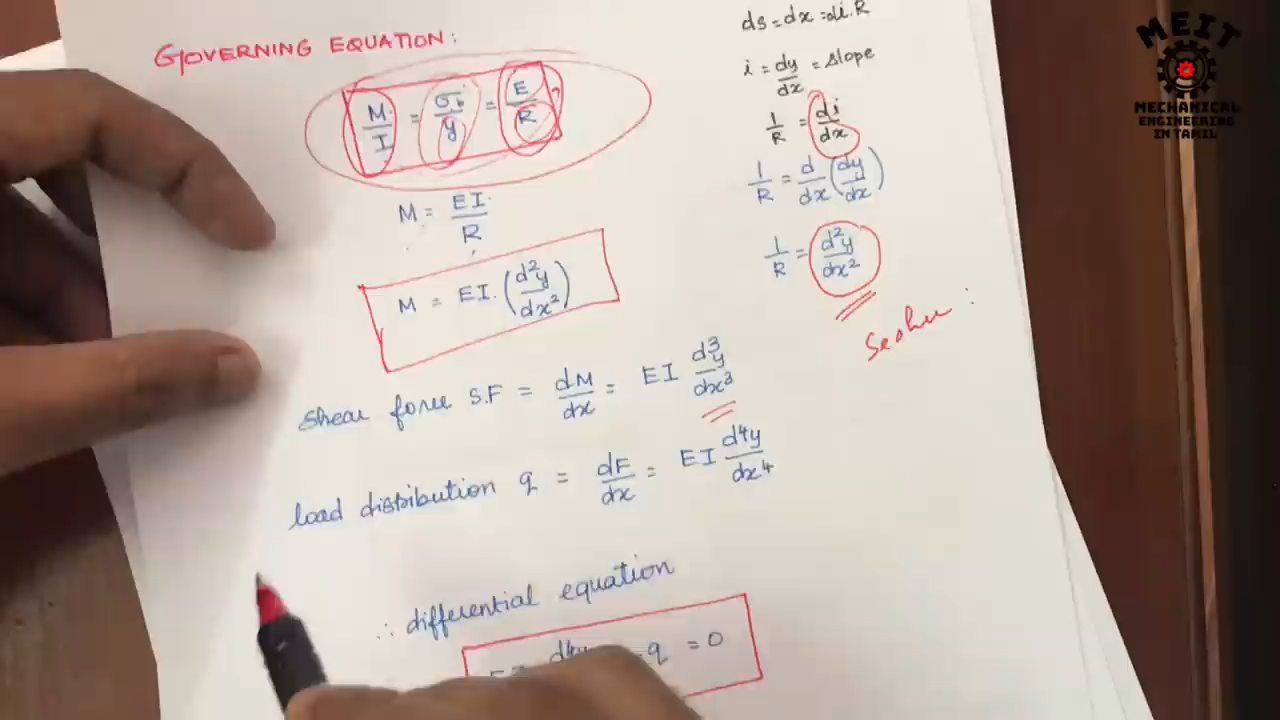 GOVERNING EQUATION:
M/I = σb/y = E/R
M = EI/R
M = EI. (d²y/dx²)
Shear force S.F = dM/dx = EI d³y/dx³
load distribution q = dF/dx = EI d⁴y/dx⁴
∴ differential equation
q = 0
ds = dx = di.R
i = dy/dx = slope
1/R = di/dx
1/R = d/dx (dy/dx)
1/R = d²y/dx²
MEIT
MECHANICAL
ENGINEERING
IN TAMIL